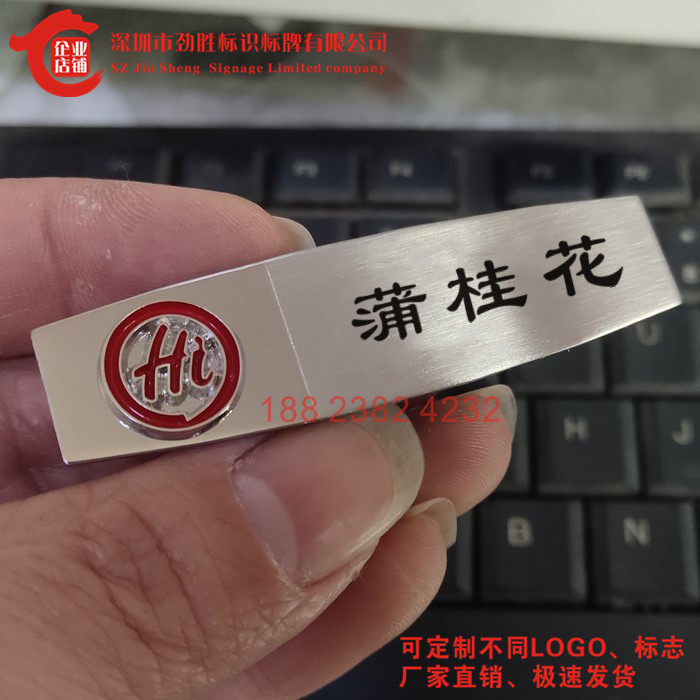 企业
店铺
深圳市劲胜标识标牌有限公司
SZ Jin Sheng Signage Limited company
蒲桂花
Hi
188 2382 4232
H
J
B
N
可定制不同LOGO、标志
厂家直销、极速发货